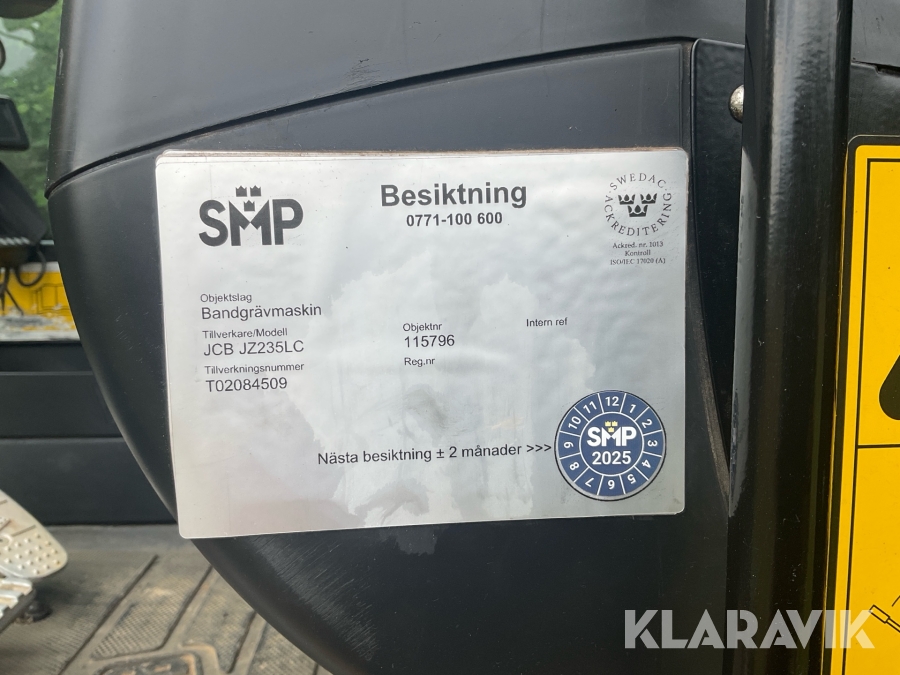 SMP
Besiktning
0771-100 600
SWEDAC
ACKREDITERING
Ackred. nr. 1013
Kontroll
ISO/IEC 17020 (A)
Objektslag
Bandgrävmaskin
Tillverkare/Modell
JCB JZ235LC
Tillverkningsnummer
T02084509
Objektnr
115796
Reg.nr
Intern ref
Nästa besiktning ± 2 månader >>>
12 1 2 3 4 5 6 7 8 9 10 11
SMP
2025
KLARAVIK